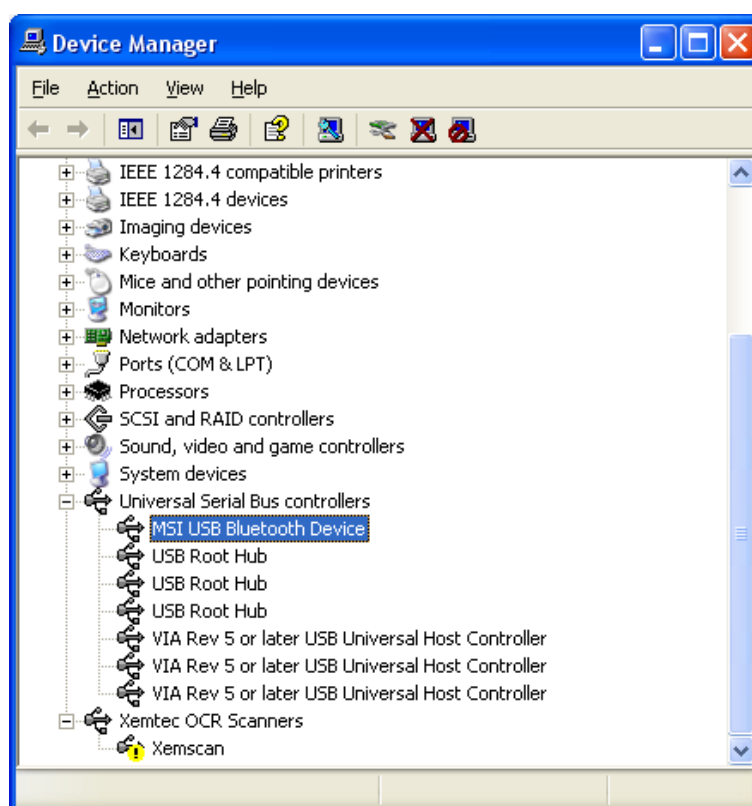 Device Manager
File Action View Help
IEEE 1284.4 compatible printers
IEEE 1284.4 devices
Imaging devices
Keyboards
Mice and other pointing devices
Monitors
Network adapters
Ports (COM & LPT)
Processors
SCSI and RAID controllers
Sound, video and game controllers
System devices
Universal Serial Bus controllers
MSI USB Bluetooth Device
USB Root Hub
USB Root Hub
USB Root Hub
VIA Rev 5 or later USB Universal Host Controller
VIA Rev 5 or later USB Universal Host Controller
VIA Rev 5 or later USB Universal Host Controller
Xemtec OCR Scanners
Xemscan